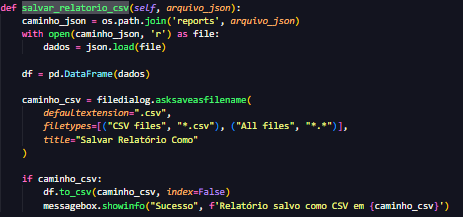 def salvar_relatorio_csv(self, arquivo_json):
    caminho_json = os.path.join('reports', arquivo_json)
    with open(caminho_json, 'r') as file:
        dados = json.load(file)

    df = pd.DataFrame(dados)

    caminho_csv = filedialog.asksaveasfilename(
        defaultextension=".csv",
        filetypes=[("CSV files", "*.csv"), ("All files", "*.*")],
        title="Salvar Relatório Como"
    )

    if caminho_csv:
        df.to_csv(caminho_csv, index=False)
        messagebox.showinfo("Sucesso", f'Relatório salvo como CSV em {caminho_csv}')